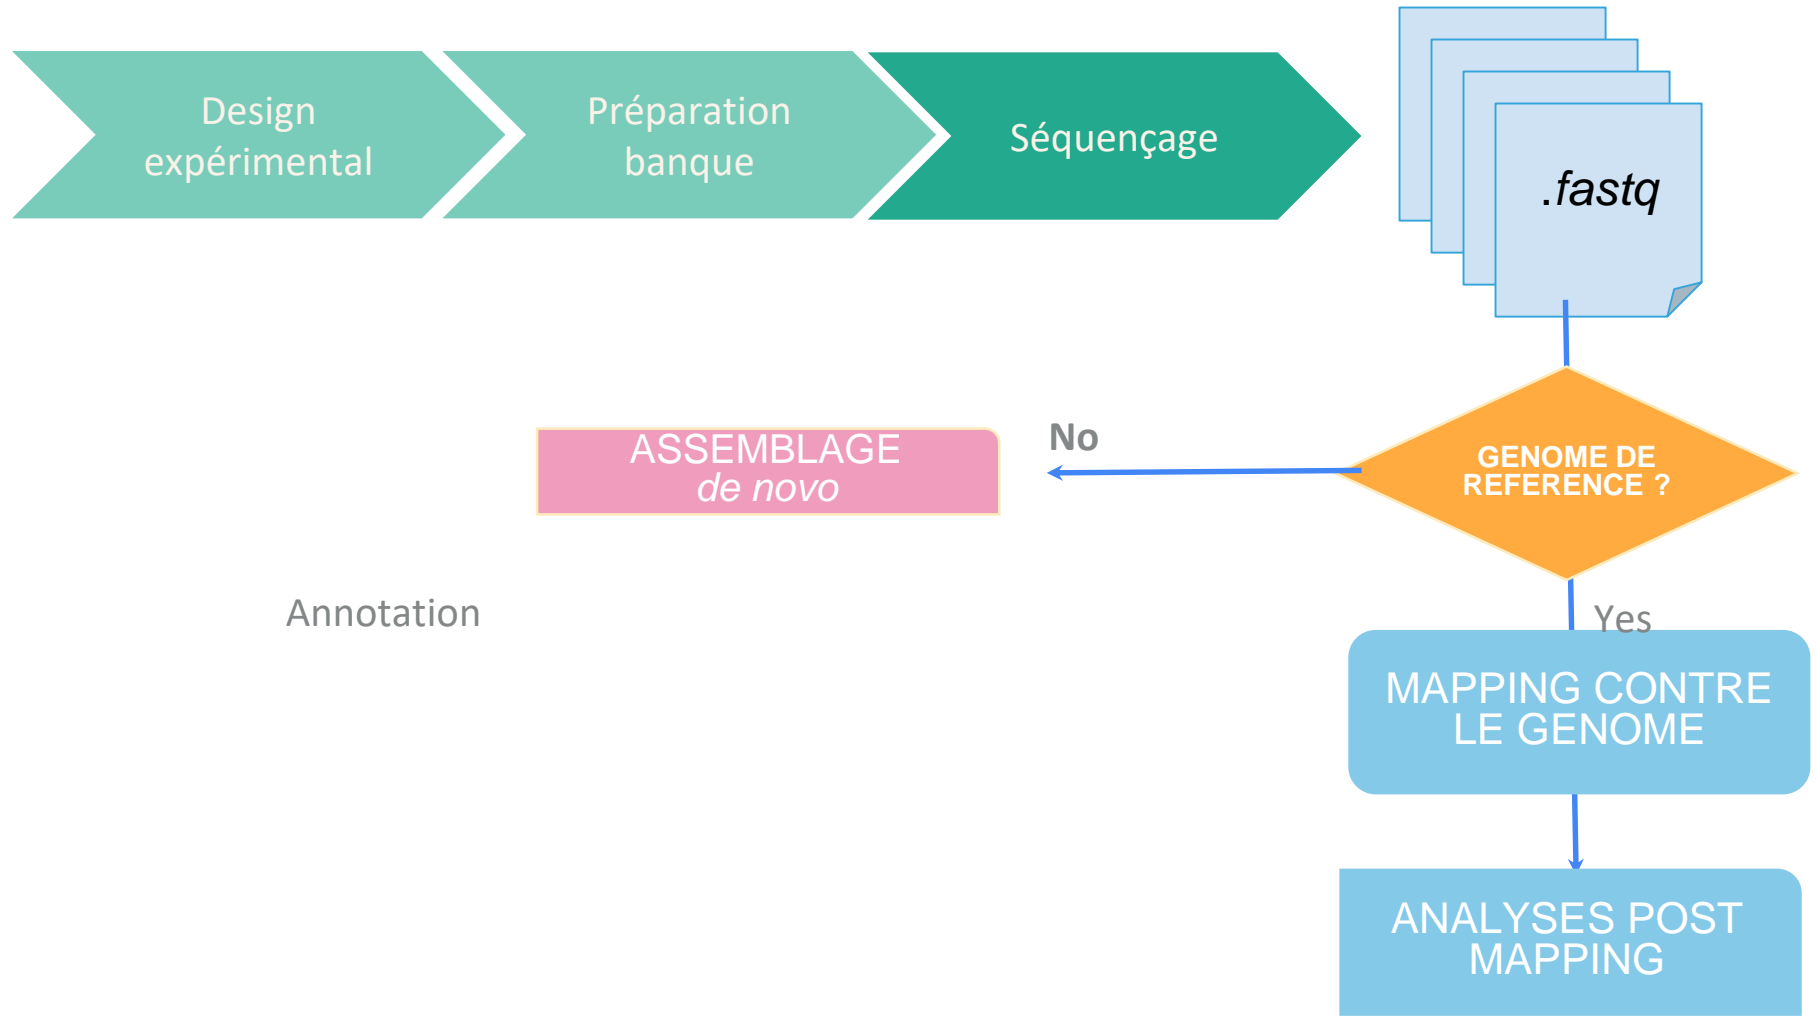 Design
expérimental
Préparation
banque
Séquençage
.fastq
No
ASSEMBLAGE
de novo
GENOME DE
REFERENCE ?
Annotation
Yes
MAPPING CONTRE
LE GENOME
ANALYSES POST
MAPPING